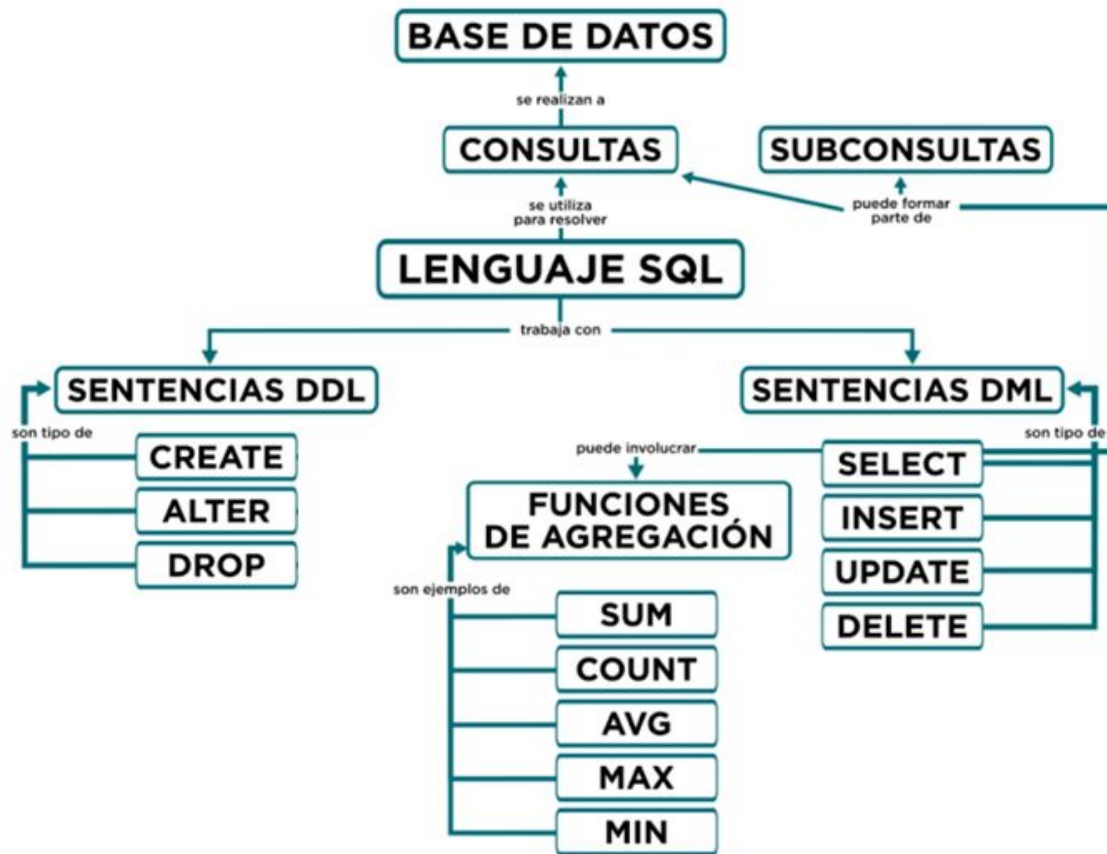 BASE DE DATOS
se realizan a
CONSULTAS
SUBCONSULTAS
se utiliza
para resolver
puede formar
parte de
LENGUAJE SQL
trabaja con
SENTENCIAS DDL
SENTENCIAS DML
son tipo de
CREATE
ALTER
DROP
son tipo de
puede involucrar
SELECT
INSERT
UPDATE
DELETE
FUNCIONES
DE AGREGACIÓN
son ejemplos de
SUM
COUNT
AVG
MAX
MIN